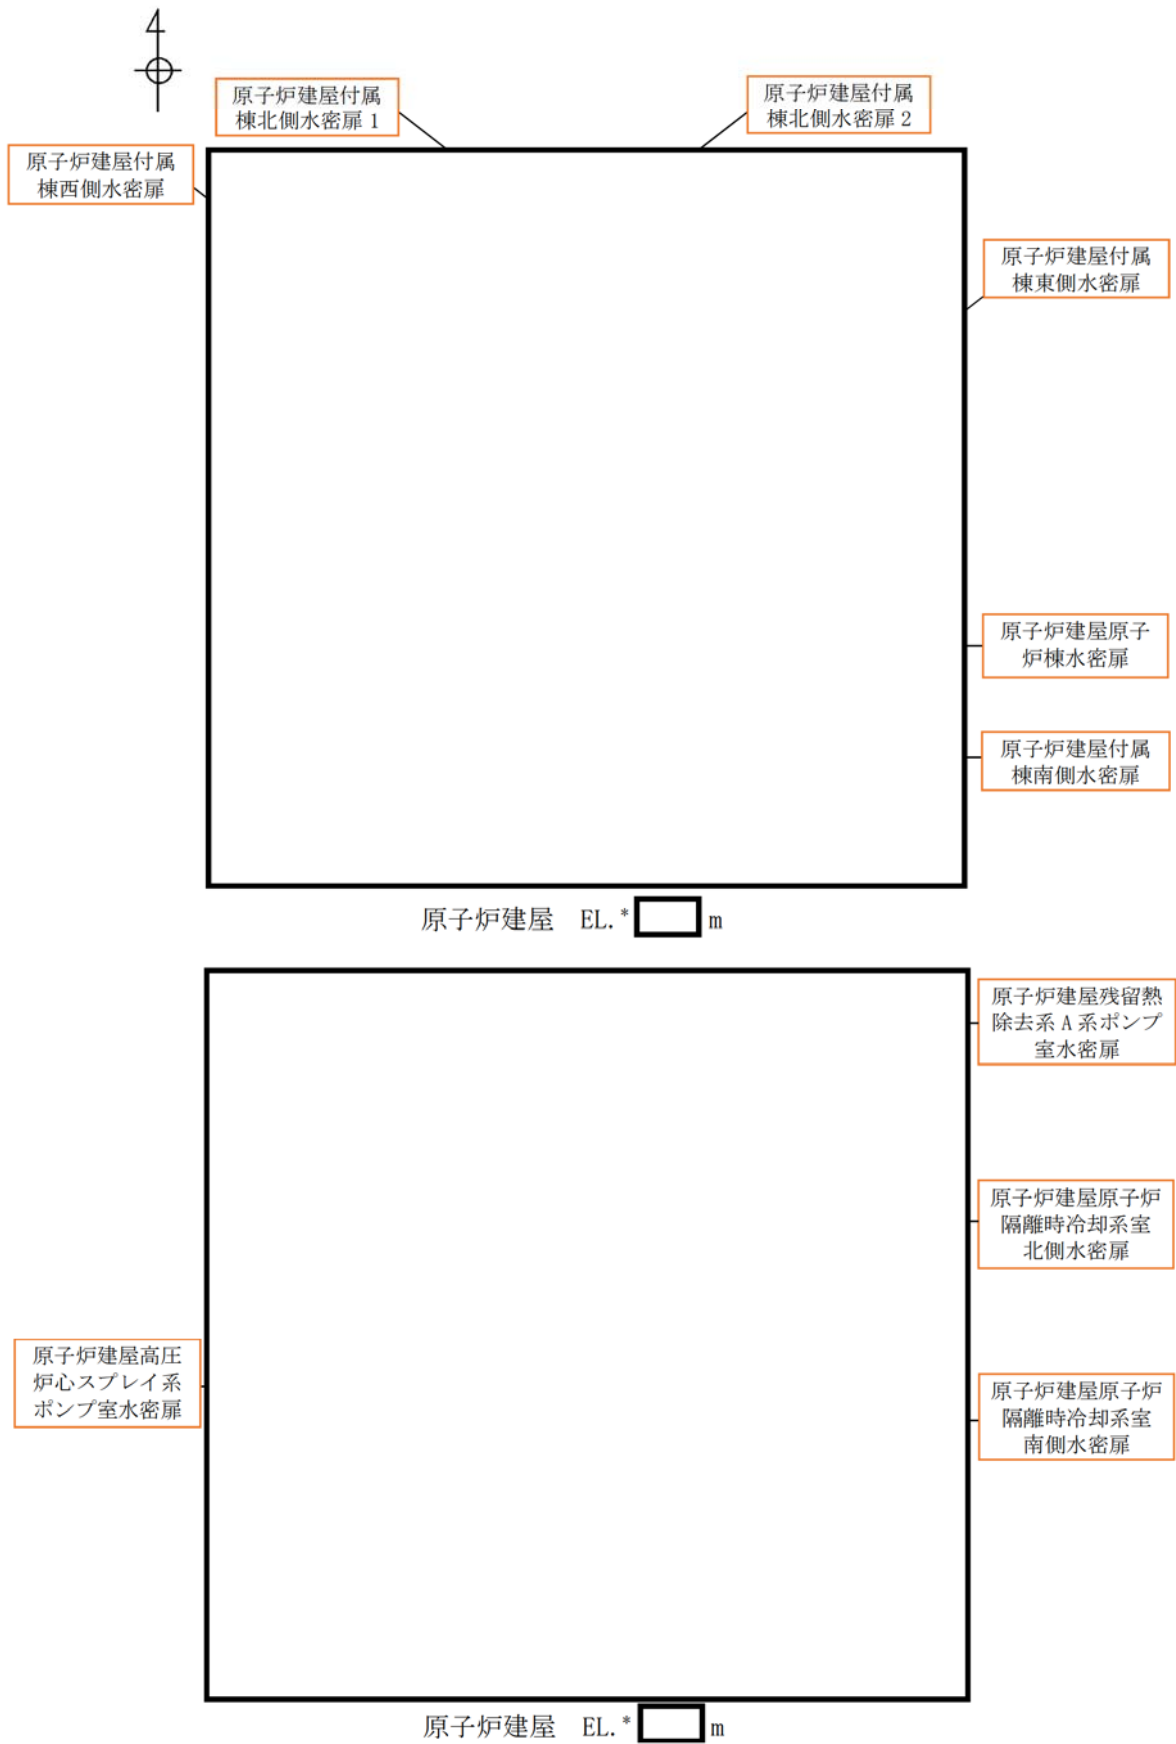 原子炉建屋付属
棟北側水密扉 1
原子炉建屋付属
棟北側水密扉 2
原子炉建屋付属
棟西側水密扉
原子炉建屋付属
棟東側水密扉
原子炉建屋原子
炉棟水密扉
原子炉建屋付属
棟南側水密扉
原子炉建屋 EL.* m
原子炉建屋残留熱
除去系 A 系ポンプ
室水密扉
原子炉建屋原子炉
隔離時冷却系室
北側水密扉
原子炉建屋高圧
炉心スプレイ系
ポンプ室水密扉
原子炉建屋原子炉
隔離時冷却系室
南側水密扉
原子炉建屋 EL.* m